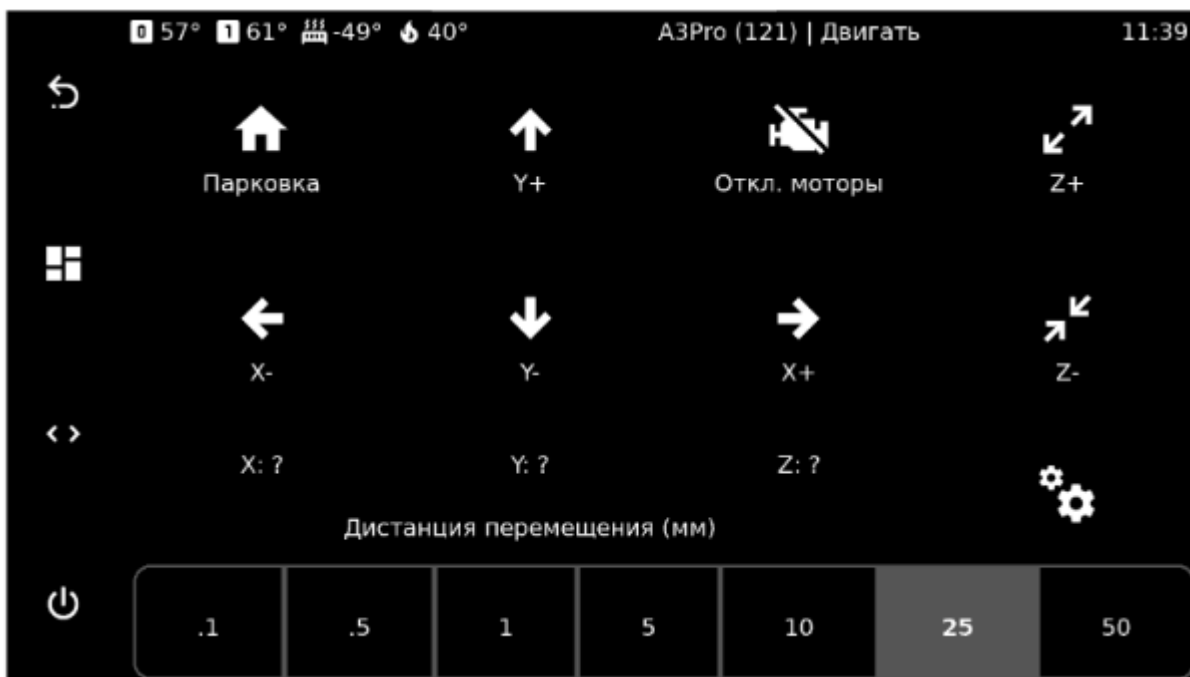 0 57° 1 61° -49° 40° A3Pro (121) | Двигать 11:39
Парковка Y+ Откл. моторы Z+
X- Y- X+ Z-
X: ? Y: ? Z: ?
Дистанция перемещения (мм)
.1 .5 1 5 10 25 50